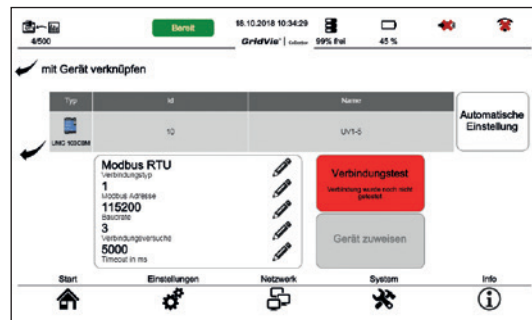 4/500
Bereit
18.10.2018 10:34:29
GridVis® | Collector
99% frei
45 %
mit Gerät verknüpfen
Typ
Id
Name
UMG 103CBM
10
UV1-5
Automatische
Einstellung
Modbus RTU
Verbindungstyp
1
Modbus Adresse
115200
Baudrate
3
Verbindungsversuche
5000
Timeout in ms
Verbindungstest
Verbindung wurde noch nicht
getestet
Gerät zuweisen
Start
Einstellungen
Netzwerk
System
Info